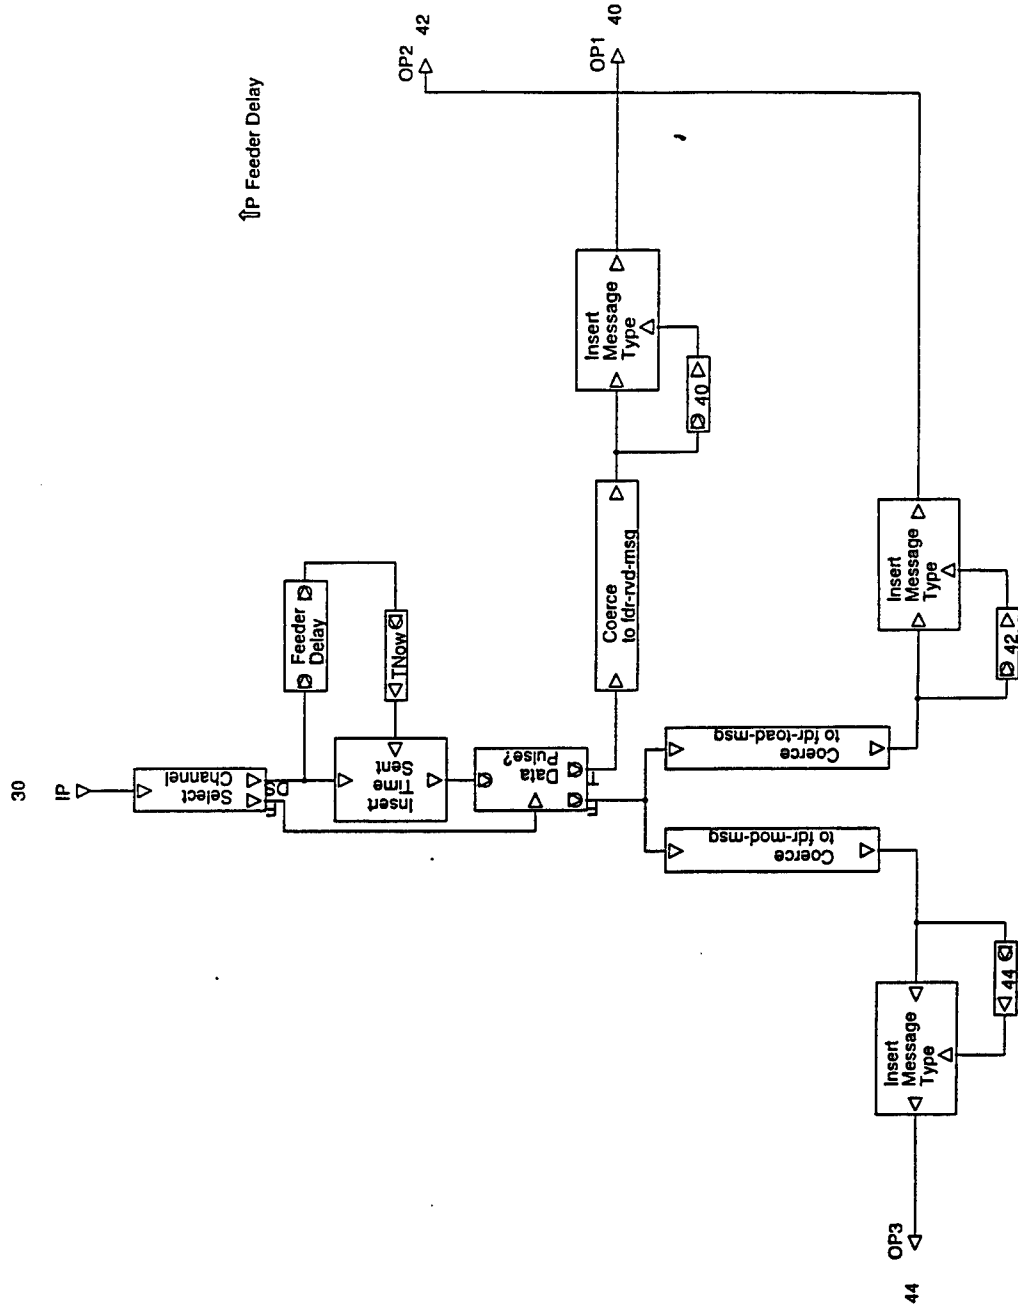 30
IP
Select
Channel
Feeder
Delay
TNow
Insert
Time
Sent
Data
Pulse?
T
F
⇑P Feeder Delay
OP2 42
OP1 40
Coerce
to fdr-rvd-msg
Insert
Message
Type
40
Coerce
to fdr-toad-msg
Insert
Message
Type
42
Coerce
to fdr-mod-msg
Insert
Message
Type
44
OP3
44